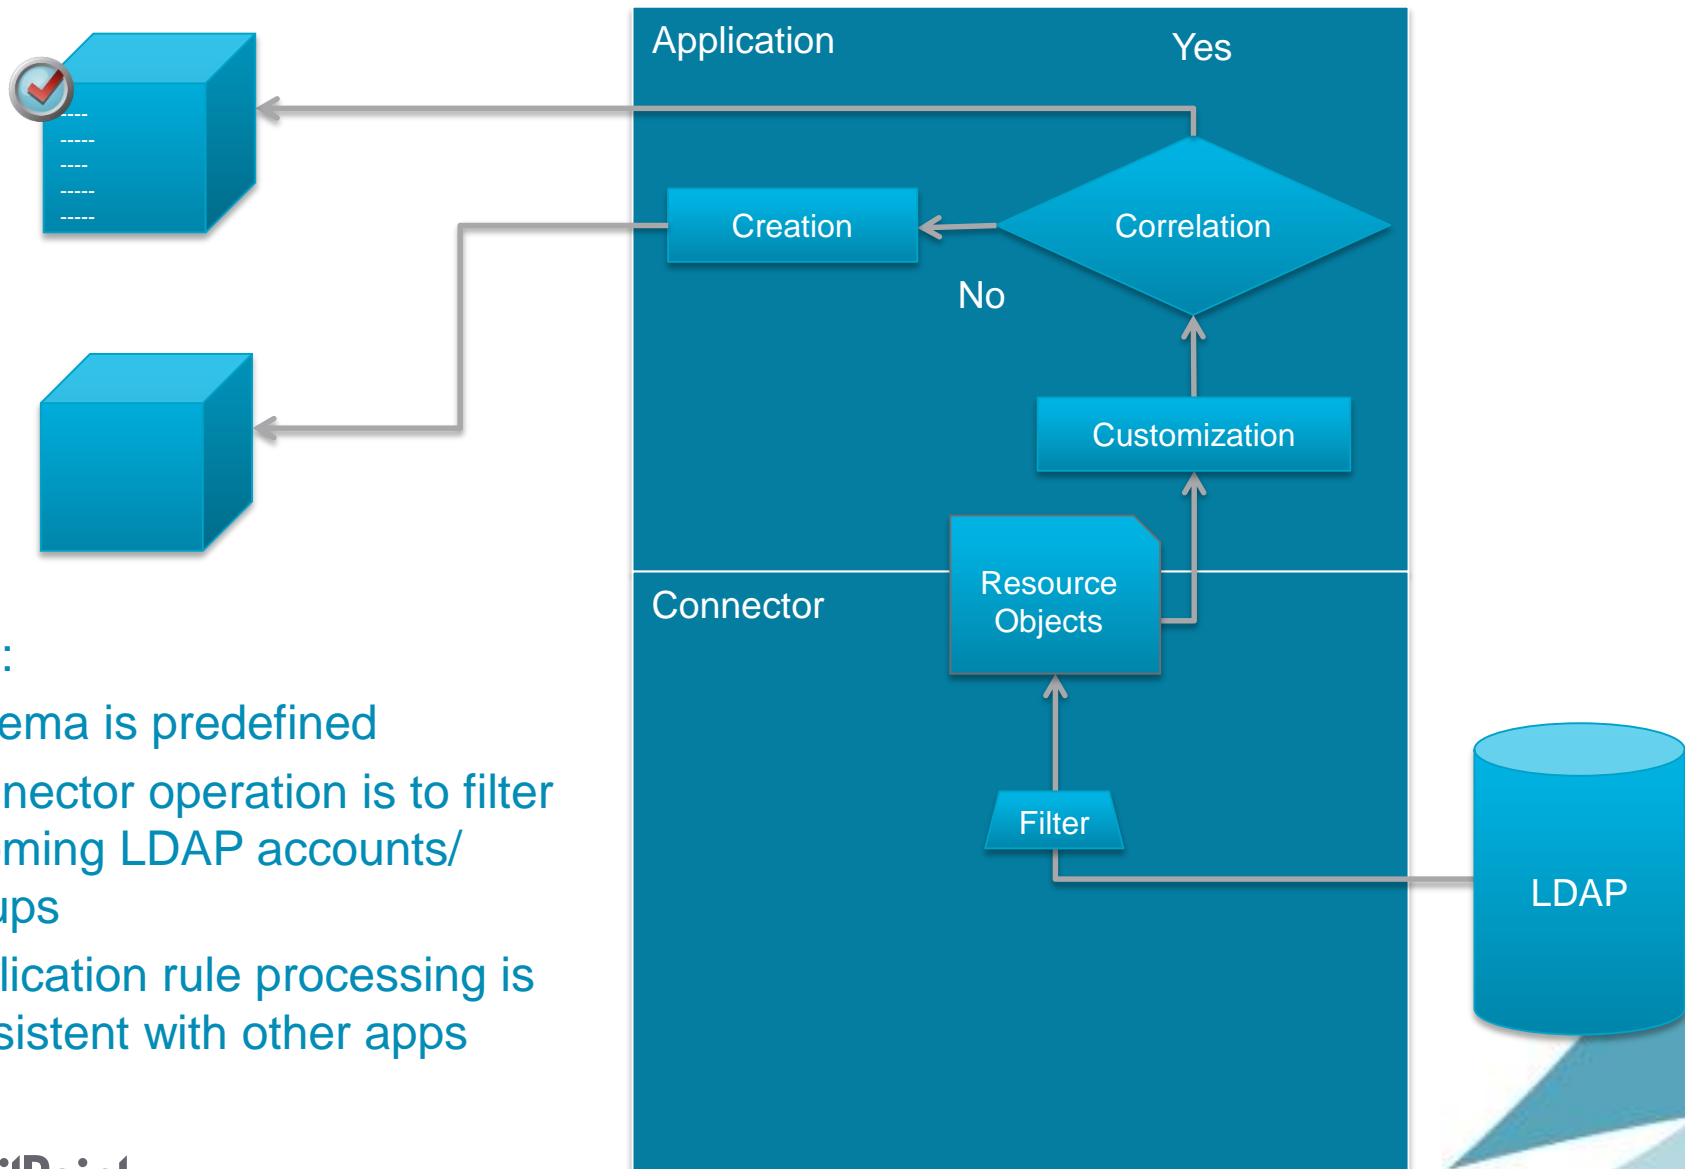 Application
Yes
----
-----
----
-----
-----
Creation
Correlation
No
Customization
Resource
Objects
Connector
:
ema is predefined
nector operation is to filter
ming LDAP accounts/
ups
lication rule processing is
sistent with other apps
Filter
LDAP